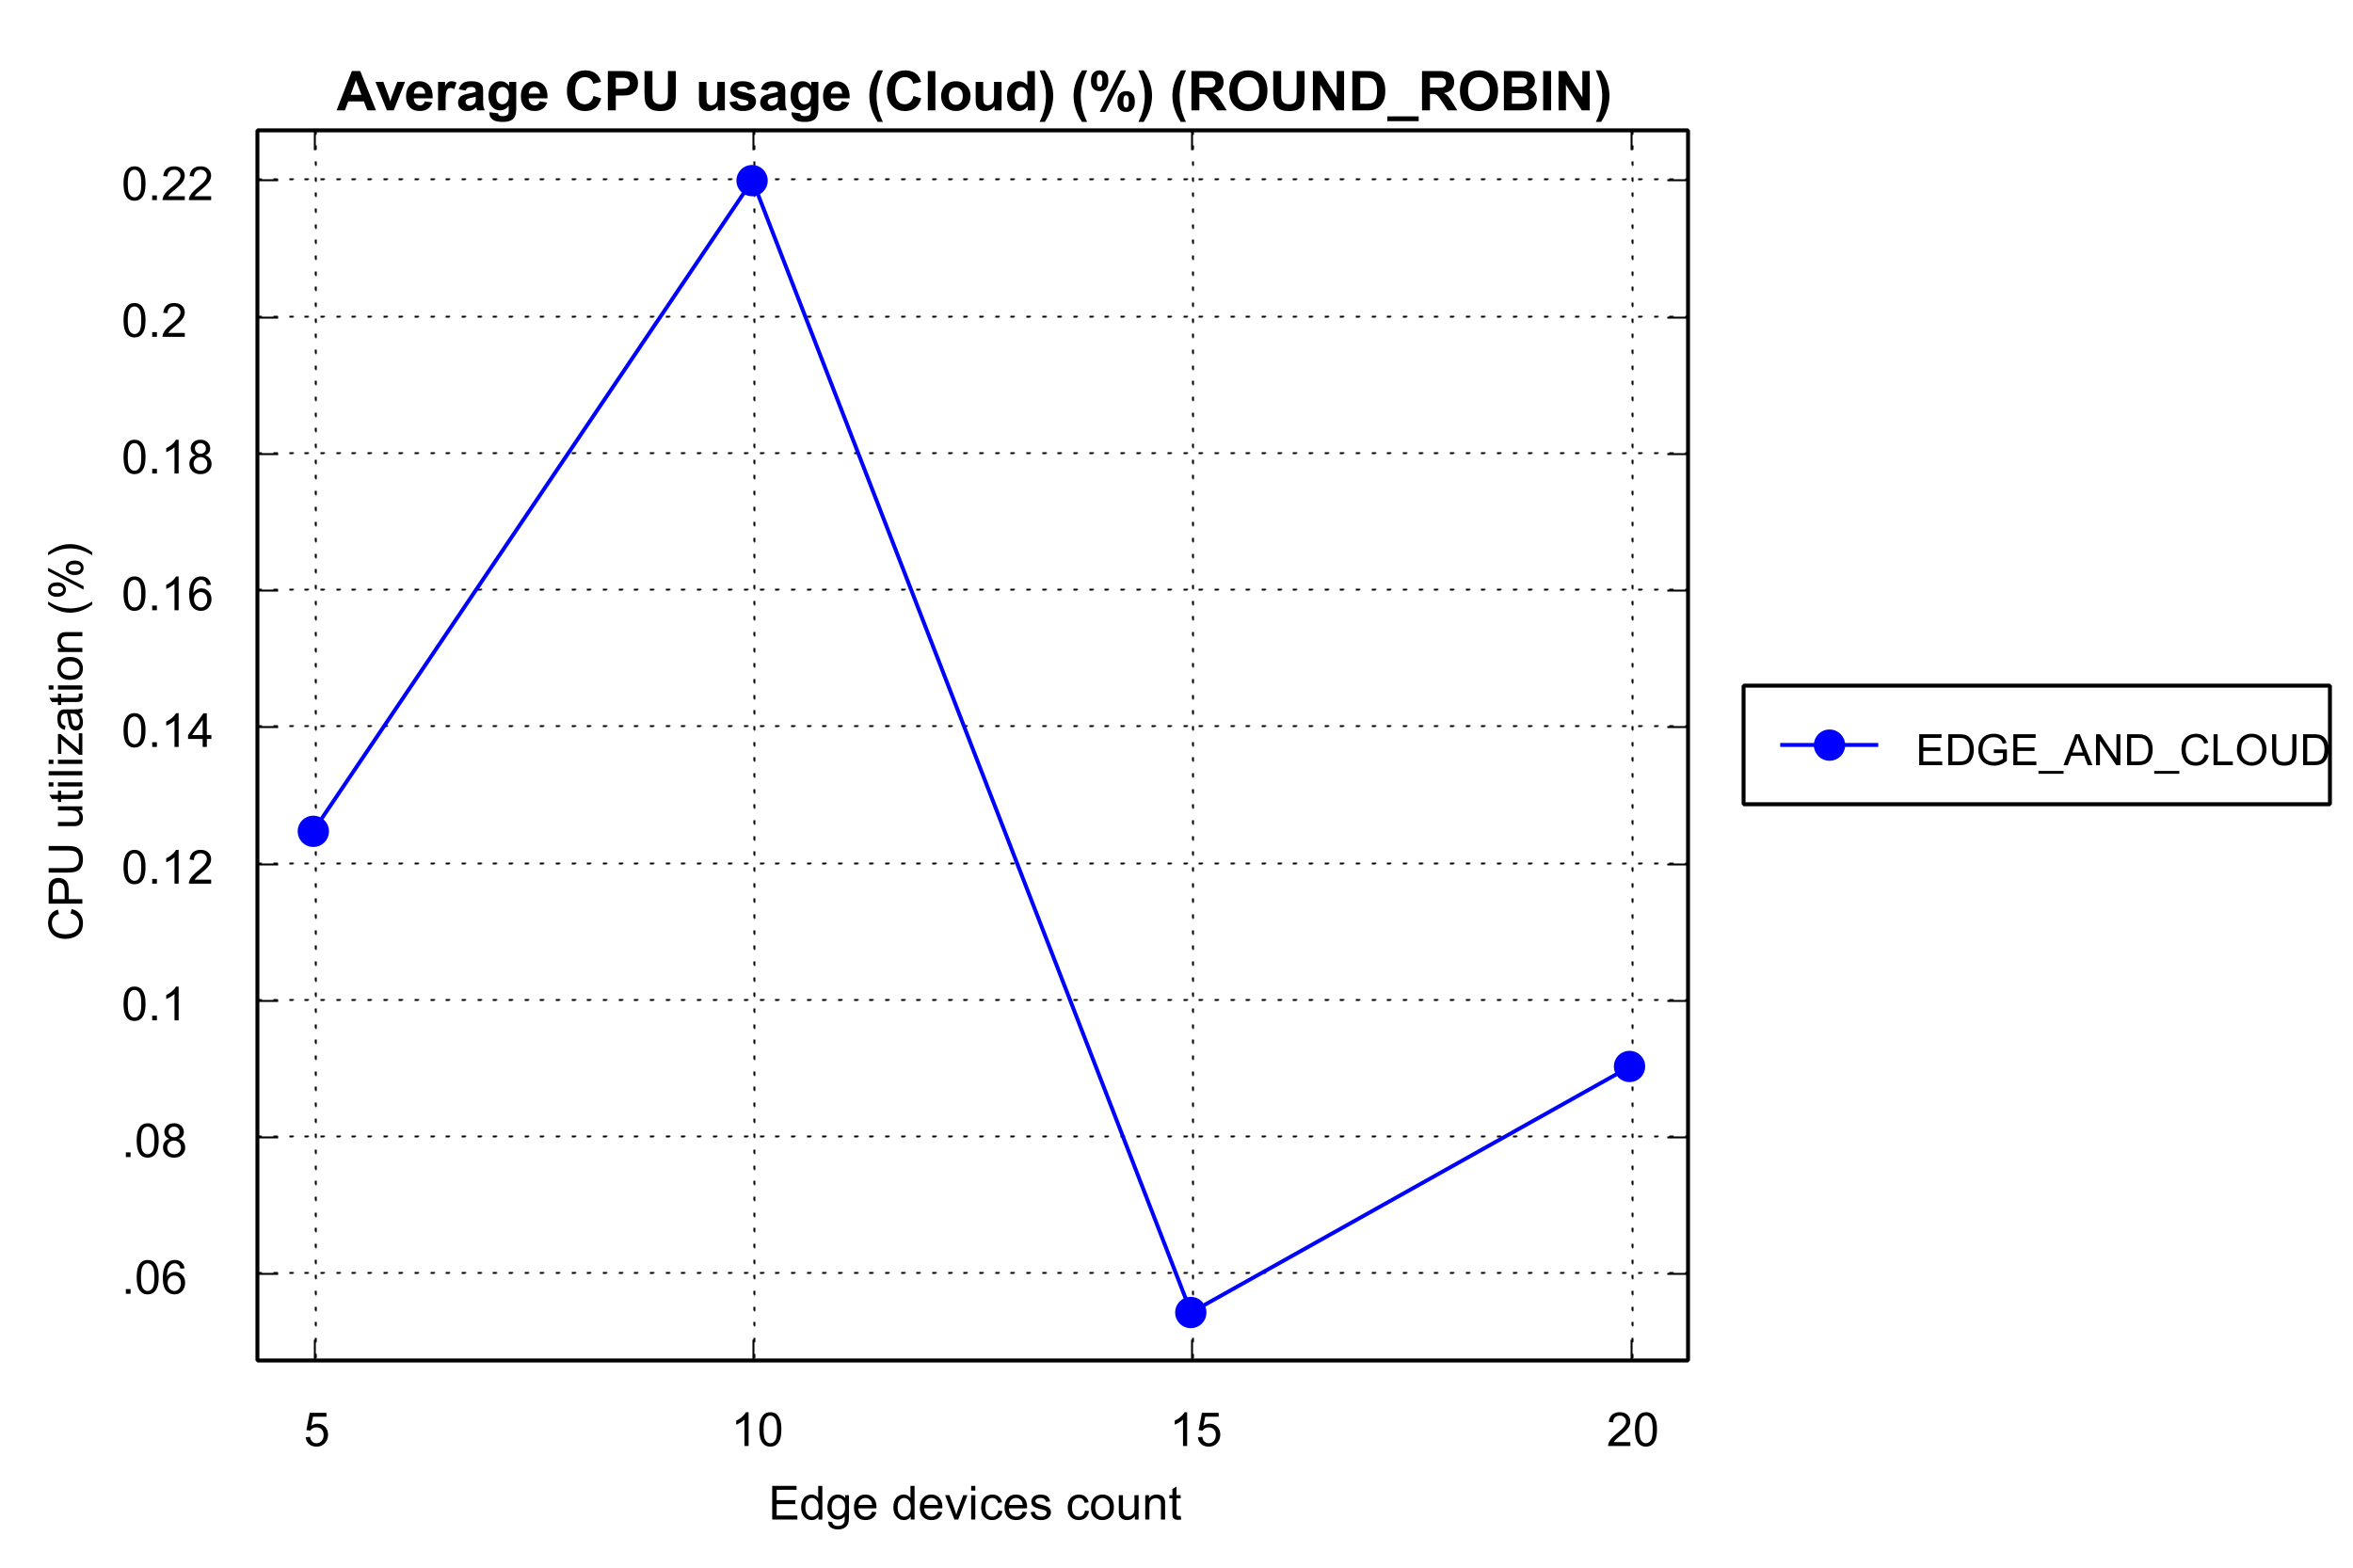 Average CPU usage (Cloud) (%) (ROUND_ROBIN)
CPU utilization (%)
0.22
0.2
0.18
0.16
0.14
0.12
0.1
.08
.06
5 10 15 20
Edge devices count
EDGE_AND_CLOUD